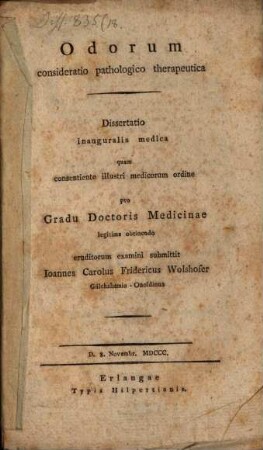 Odorum
consideratio pathologico therapeutica
Dissertatio
inauguralis medica
quam
consentiente illustri medicorum ordine
pro
Gradu Doctoris Medicinae
legitime obtinendo
eruditorum examini submittit
Ioannes Carolus Fridericus Wolshofer
Onoldinus
D. 8. Novembr. MDCCC.
Erlangae
Typis Hilpertianis.